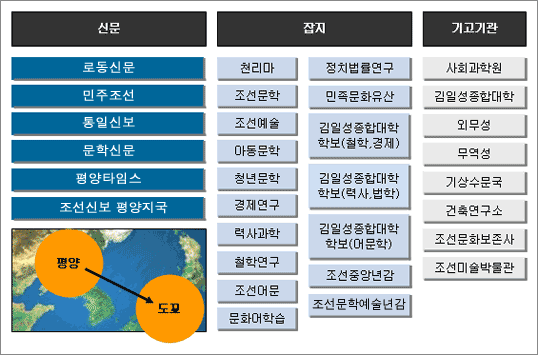 신문
로동신문
민주조선
통일신보
문학신문
평양타임스
조선신보 평양지국
평양
도꾜
잡지
천리마
조선문학
조선예술
아동문학
청년문학
경제연구
력사과학
철학연구
조선어문
문화어학습
정치법률연구
민족문화유산
김일성종합대학
학보(철학,경제)
김일성종합대학
학보(력사,법학)
김일성종합대학
학보(어문학)
조선중앙년감
조선문학예술년감
기고기관
사회과학원
김일성종합대학
외무성
무역성
기상수문국
건축연구소
조선문화보존사
조선미술박물관